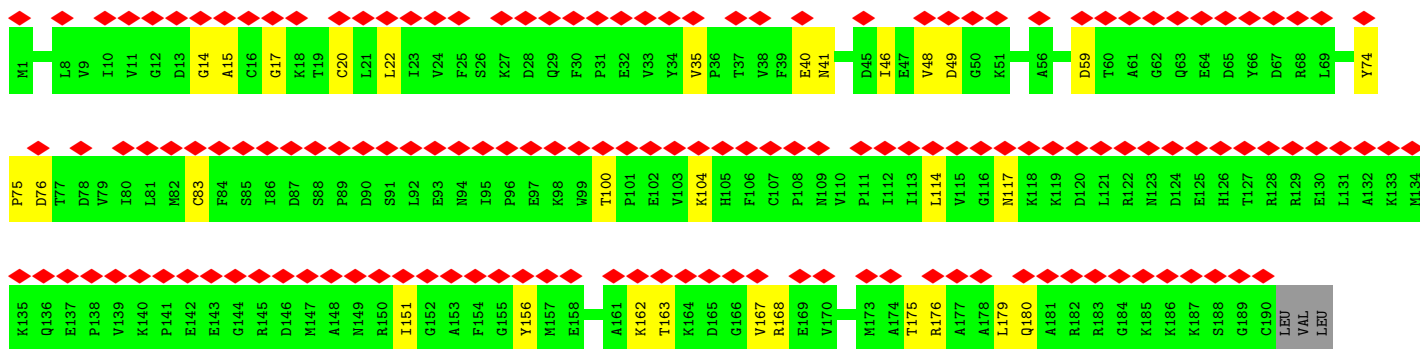 M1 L8 V9 I10 V11 G12 D13 G14 A15 C16 G17 K18 T19 C20 L21 L22 I23 V24 F25 S26 K27 D28 Q29 F30 P31 E32 V33 Y34 V35 P36 T37 V38 F39 E40 N41 D45 I46 E47 V48 D49 G50 K51 A56 D59 T60 A61 G62 Q63 E64 D65 Y66 D67 R68 L69 Y74
P75 D76 T77 D78 V79 I80 L81 M82 C83 F84 S85 I86 D87 S88 P89 D90 S91 L92 E93 N94 I95 P96 E97 K98 W99 T100 P101 E102 V103 K104 H105 F106 C107 P108 N109 V110 P111 I112 I113 L114 V115 G116 N117 K118 K119 D120 L121 R122 N123 D124 E125 H126 T127 R128 R129 E130 L131 A132 K133 M134
K135 Q136 E137 P138 V139 K140 P141 E142 E143 G144 R145 D146 M147 A148 N149 R150 I151 G152 A153 F154 G155 Y156 M157 E158 A161 K162 T163 K164 D165 G166 V167 R168 E169 V170 M173 A174 T175 R176 A177 A178 L179 Q180 A181 R182 R183 G184 K185 K186 K187 S188 G189 C190 LEU VAL LEU